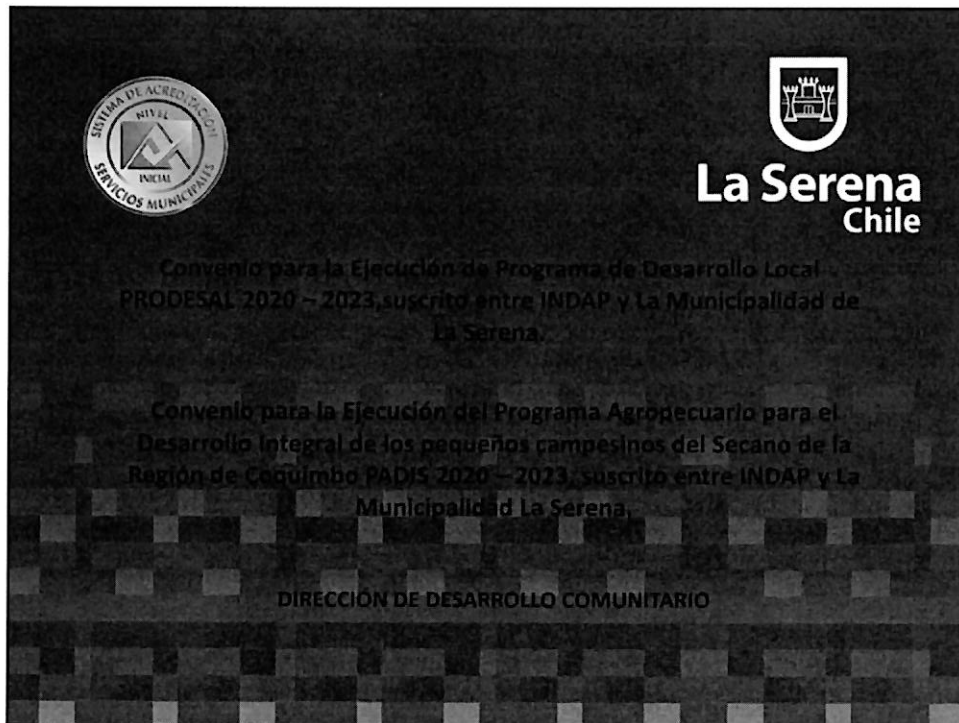 SISTEMA DE ACREDITACIÓN
NIVEL
INICIAL
SERVICIOS MUNICIPALES
La Serena
Chile
Convenio para la Ejecución de Programa de Desarrollo Local
PRODESAL 2020 – 2023,suscrito entre INDAP y La Municipalidad de
La Serena.
Convenio para la Ejecución del Programa Agropecuario para el
Desarrollo Integral de los pequeños campesinos del Secano de la
Región de Coquimbo PADIS 2020 – 2023, suscrito entre INDAP y La
Municipalidad La Serena.
DIRECCIÓN DE DESARROLLO COMUNITARIO